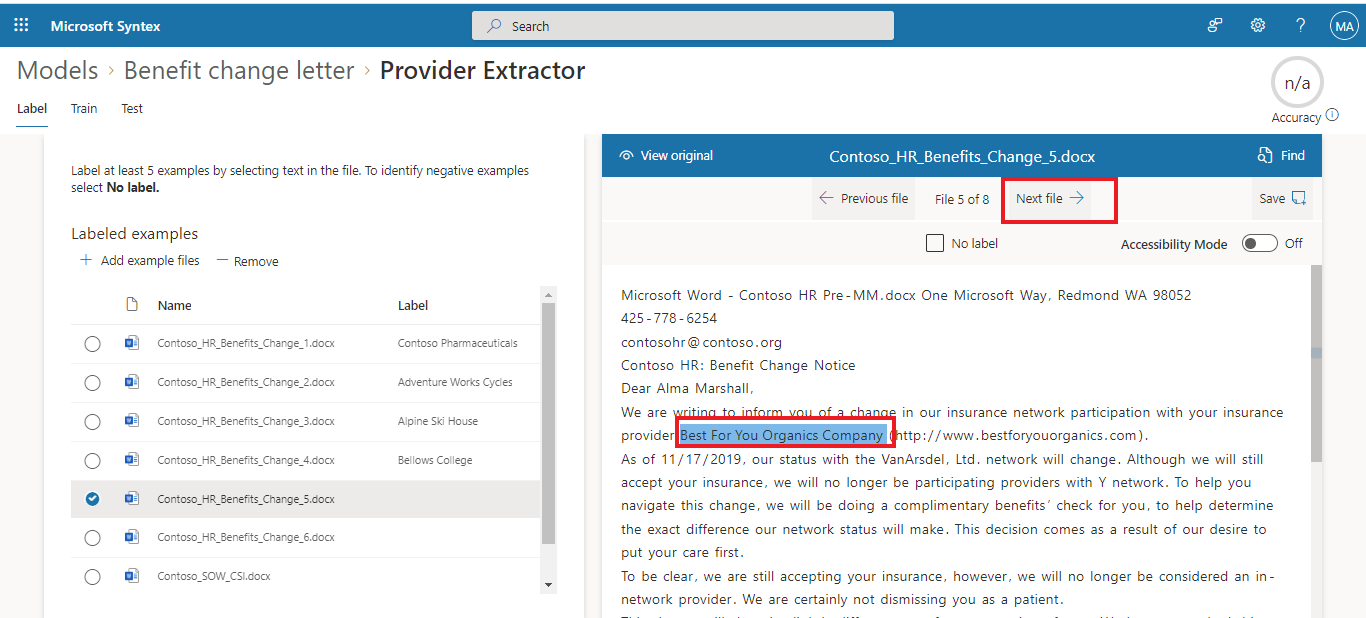 Microsoft Syntex
Search
MA
Models › Benefit change letter › Provider Extractor
n/a
Accuracy
Label Train Test
Label at least 5 examples by selecting text in the file. To identify negative examples
select No label.
Labeled examples
+ Add example files — Remove
Name Label
Contoso_HR_Benefits_Change_1.docx Contoso Pharmaceuticals
Contoso_HR_Benefits_Change_2.docx Adventure Works Cycles
Contoso_HR_Benefits_Change_3.docx Alpine Ski House
Contoso_HR_Benefits_Change_4.docx Bellows College
Contoso_HR_Benefits_Change_5.docx
Contoso_HR_Benefits_Change_6.docx
Contoso_SOW_CSI.docx
View original Contoso_HR_Benefits_Change_5.docx Find
← Previous file File 5 of 8 Next file → Save
No label Accessibility Mode Off
Microsoft Word - Contoso HR Pre-MM.docx One Microsoft Way, Redmond WA 98052
425-778-6254
contosohr@contoso.org
Contoso HR: Benefit Change Notice
Dear Alma Marshall,
We are writing to inform you of a change in our insurance network participation with your insurance
provider Best For You Organics Company (http://www.bestforyouorganics.com).
As of 11/17/2019, our status with the VanArsdel, Ltd. network will change. Although we will still
accept your insurance, we will no longer be participating providers with Y network. To help you
navigate this change, we will be doing a complimentary benefits' check for you, to help determine
the exact difference our network status will make. This decision comes as a result of our desire to
put your care first.
To be clear, we are still accepting your insurance, however, we will no longer be considered an in-
network provider. We are certainly not dismissing you as a patient.